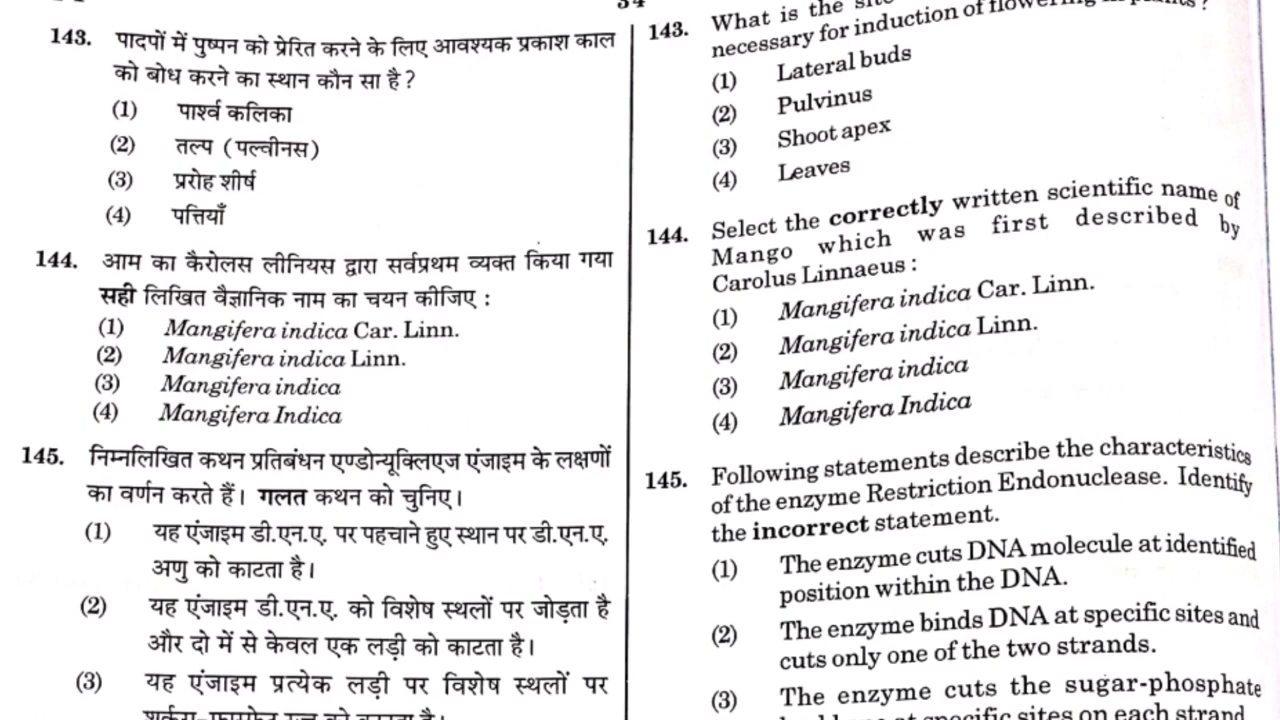 34
143. पादपों में पुष्पन को प्रेरित करने के लिए आवश्यक प्रकाश काल
को बोध करने का स्थान कौन सा है ?
(1) पार्श्व कलिका
(2) तल्प (पल्वीनस)
(3) प्ररोह शीर्ष
(4) पत्तियाँ
144. आम का कैरोलस लीनियस द्वारा सर्वप्रथम व्यक्त किया गया
सही लिखित वैज्ञानिक नाम का चयन कीजिए :
(1) Mangifera indica Car. Linn.
(2) Mangifera indica Linn.
(3) Mangifera indica
(4) Mangifera Indica
145. निम्नलिखित कथन प्रतिबंधन एण्डोन्यूक्लिएज एंजाइम के लक्षणों
का वर्णन करते हैं। गलत कथन को चुनिए।
(1) यह एंजाइम डी.एन.ए. पर पहचाने हुए स्थान पर डी.एन.ए.
अणु को काटता है।
(2) यह एंजाइम डी.एन.ए. को विशेष स्थलों पर जोड़ता है
और दो में से केवल एक लड़ी को काटता है।
(3) यह एंजाइम प्रत्येक लड़ी पर विशेष स्थलों पर
143. What is the
necessary for induction of flowering
(1) Lateral buds
(2) Pulvinus
(3) Shoot apex
(4) Leaves
144. Select the correctly written scientific name of
Mango which was first described by
Carolus Linnaeus :
(1) Mangifera indica Car. Linn.
(2) Mangifera indica Linn.
(3) Mangifera indica
(4) Mangifera Indica
145. Following statements describe the characteristics
of the enzyme Restriction Endonuclease. Identify
the incorrect statement.
(1) The enzyme cuts DNA molecule at identified
position within the DNA.
(2) The enzyme binds DNA at specific sites and
cuts only one of the two strands.
(3) The enzyme cuts the sugar-phosphate
at specific sites on each strand